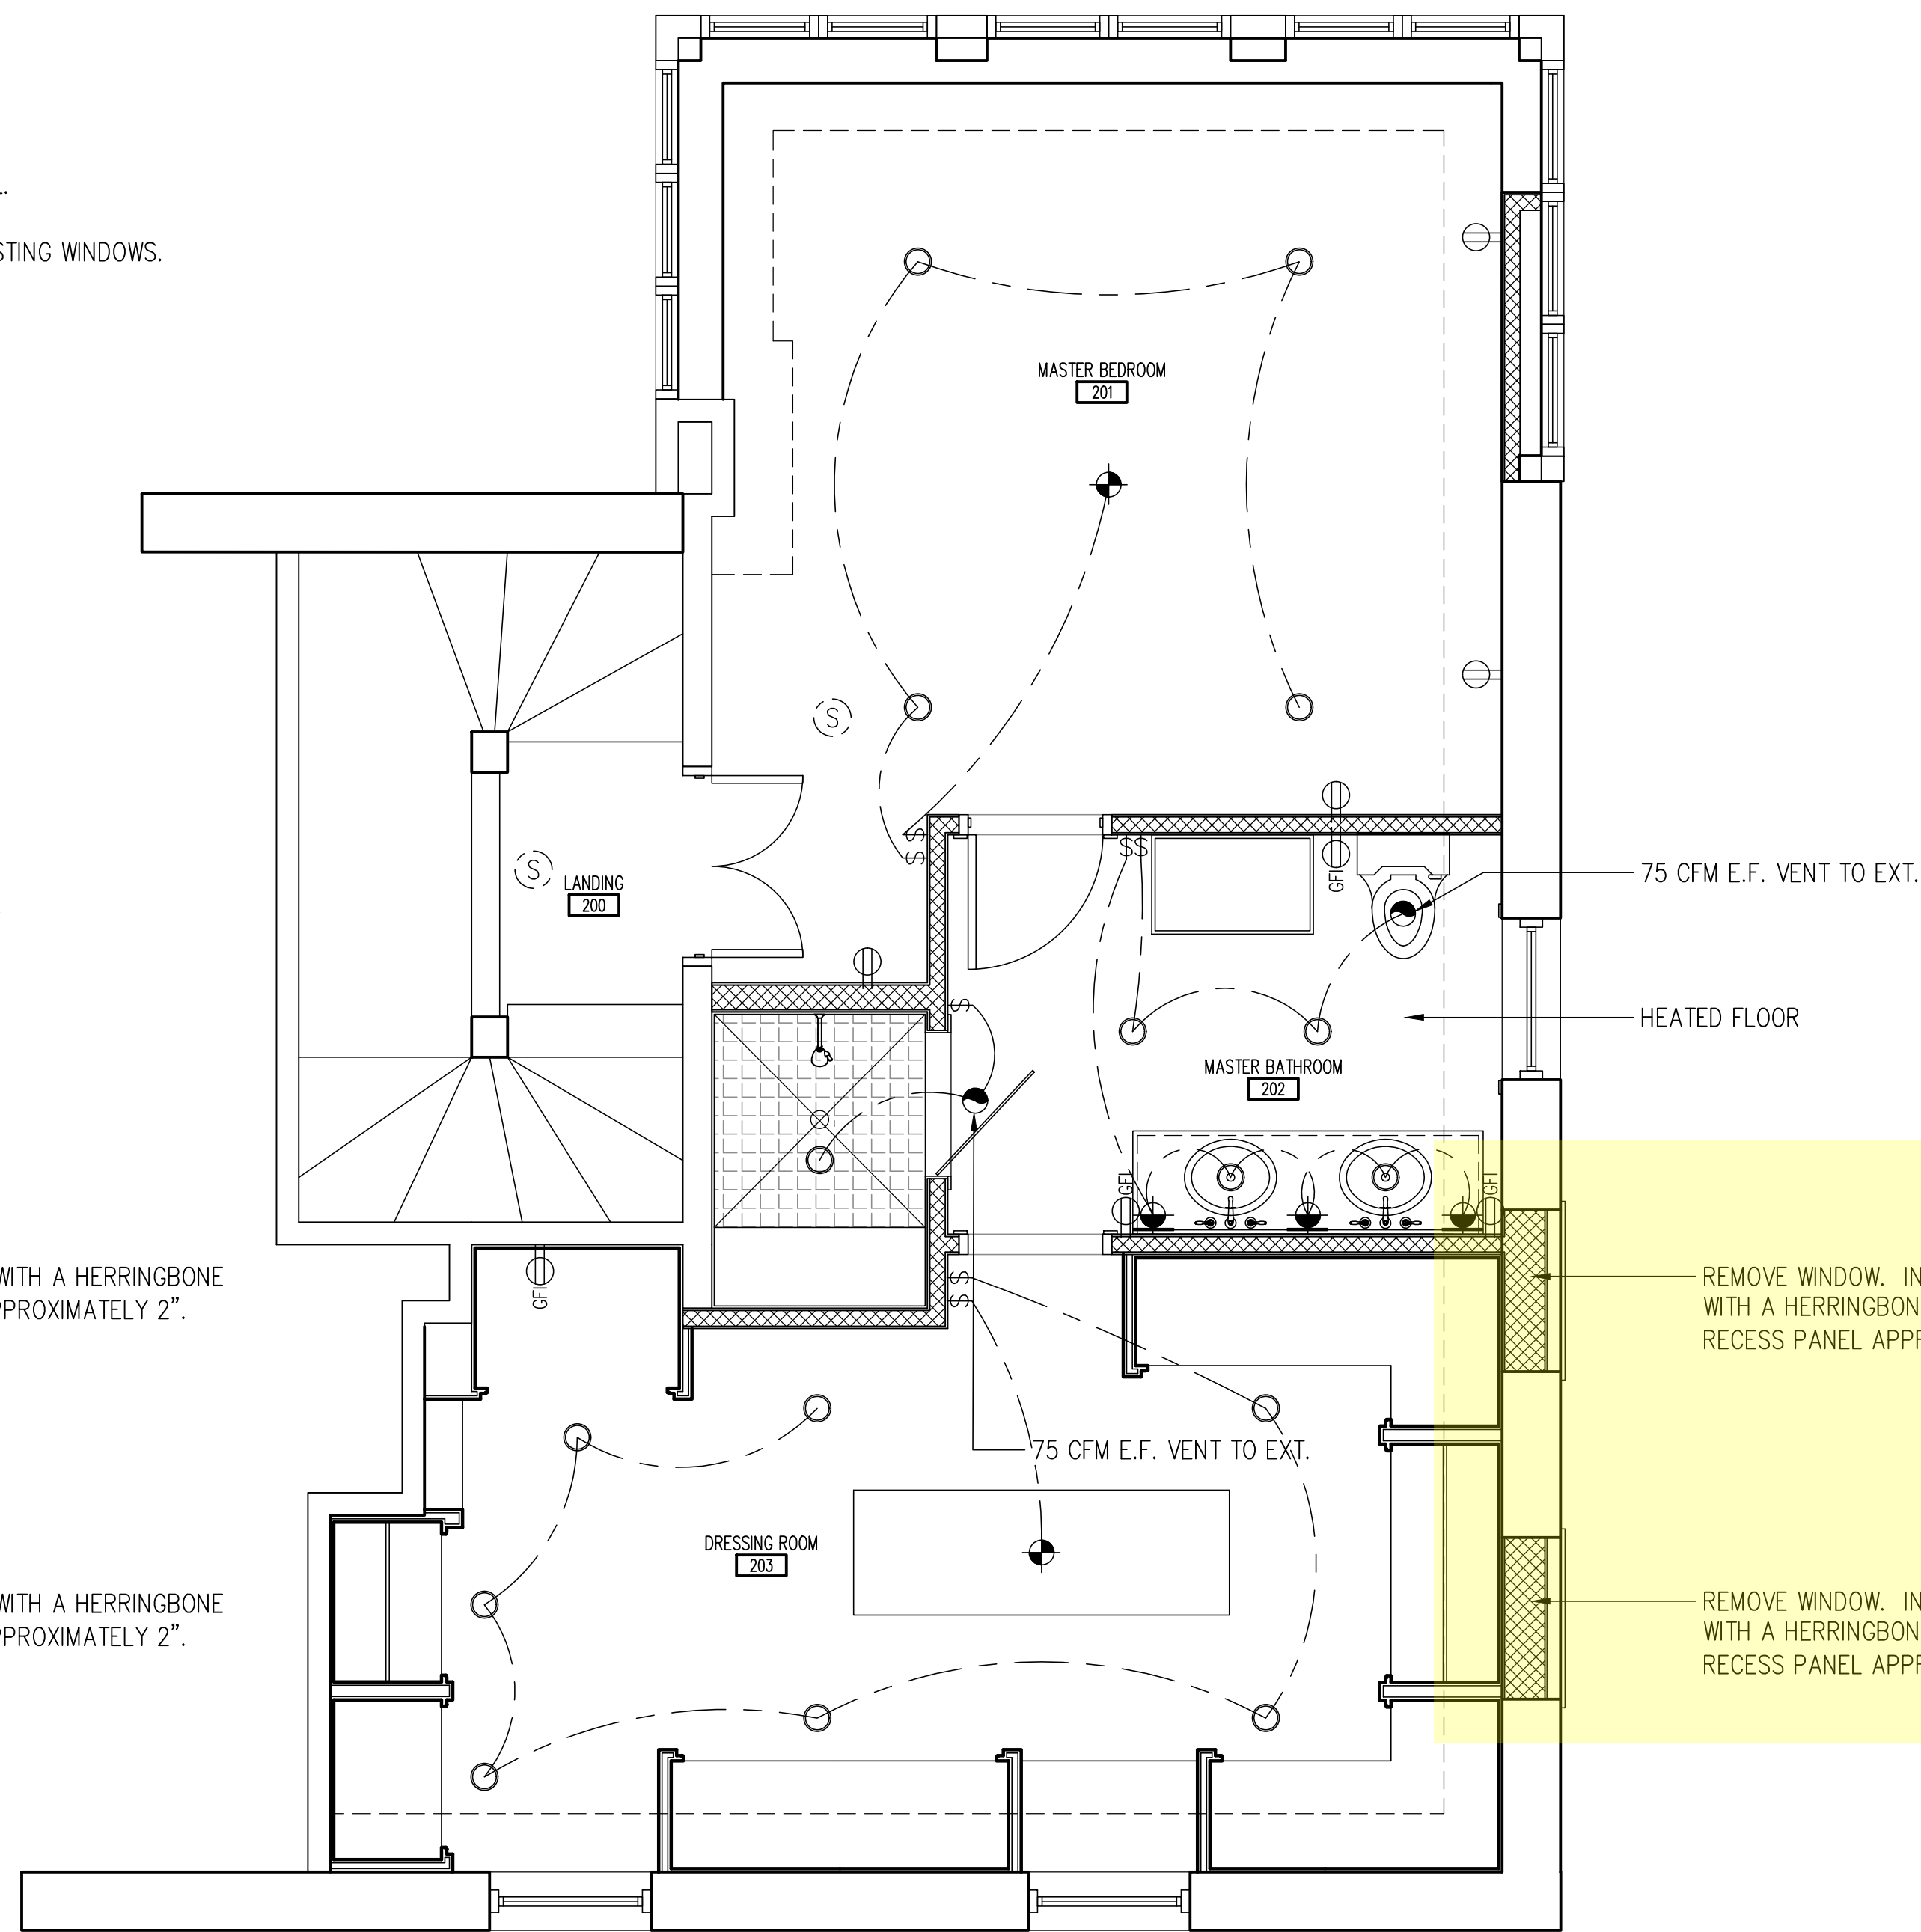 STING WINDOWS.
MASTER BEDROOM
201
S
S
S
S
LANDING
200
SS
GFI
75 CFM E.F. VENT TO EXT.
S
HEATED FLOOR
MASTER BATHROOM
202
GFI
GFI
WITH A HERRINGBONE
PPROXIMATELY 2".
GFI
S
S
REMOVE WINDOW. IN
WITH A HERRINGBON
RECESS PANEL APPR
75 CFM E.F. VENT TO EXT.
DRESSING ROOM
203
WITH A HERRINGBONE
PPROXIMATELY 2".
REMOVE WINDOW. IN
WITH A HERRINGBON
RECESS PANEL APPR